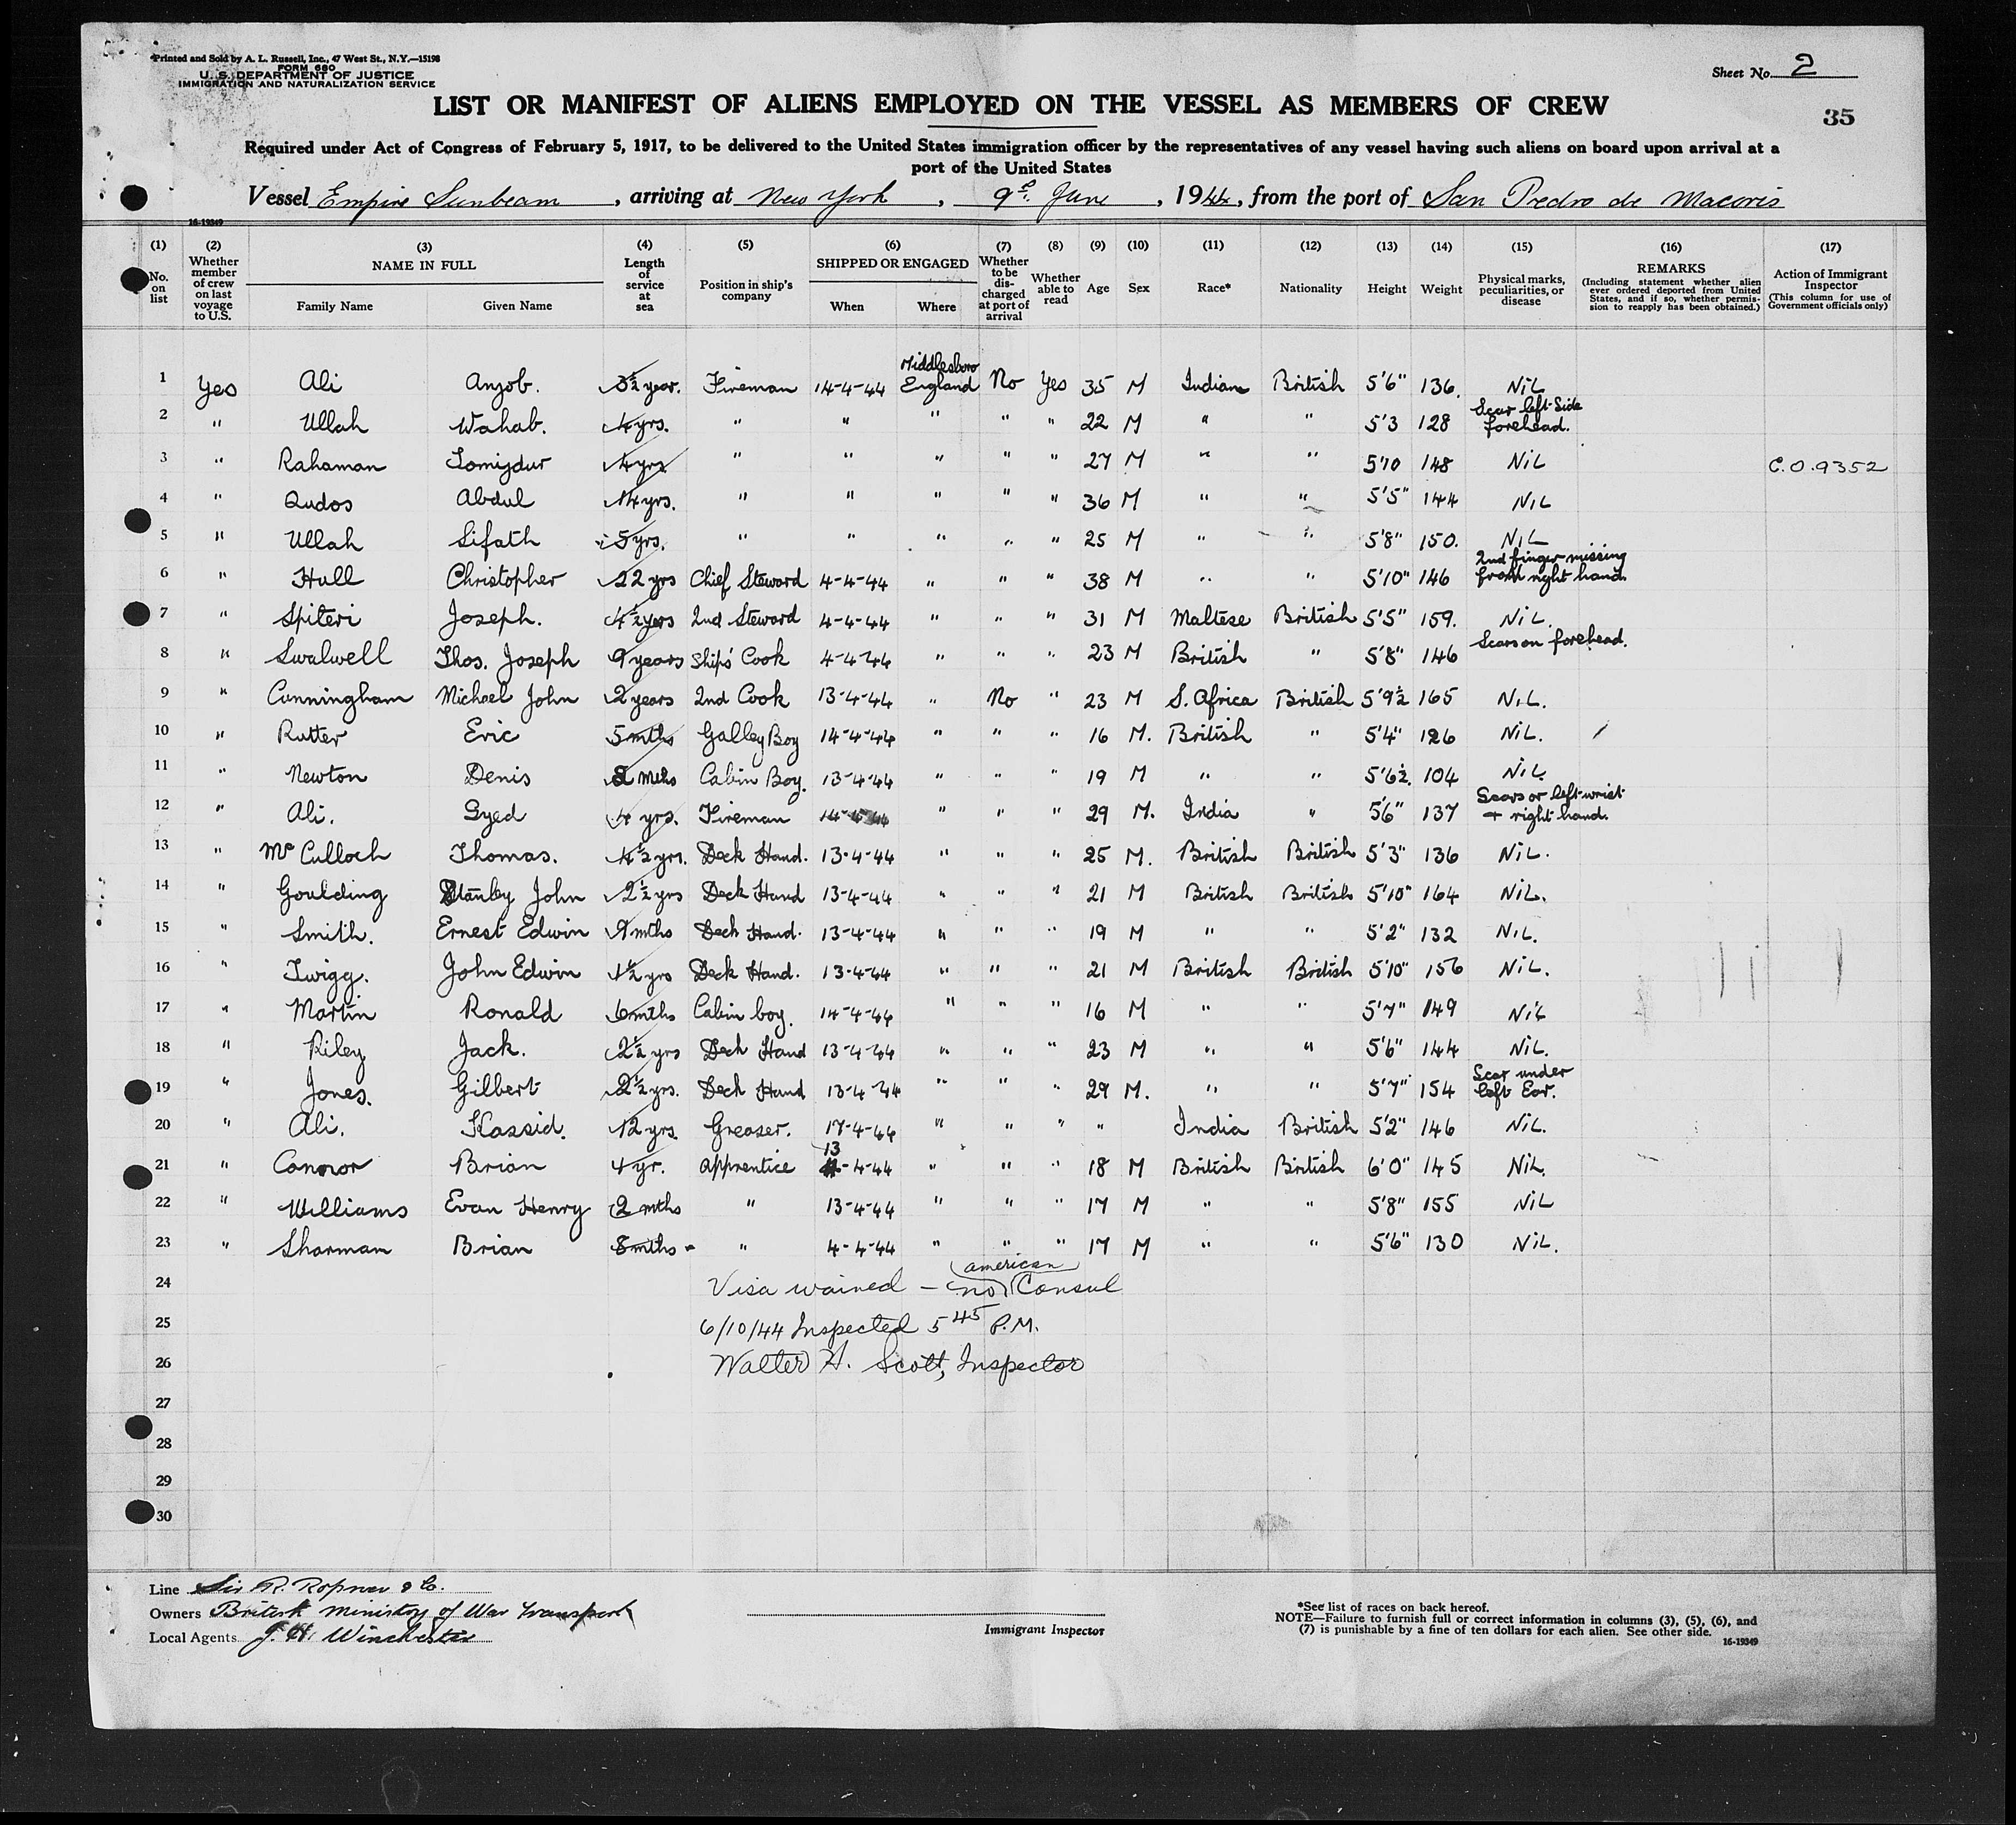 Printed and Sold by A. L. Russell, Inc., 47 West St., N.Y.—15198
FORM 680
U. S. DEPARTMENT OF JUSTICE
IMMIGRATION AND NATURALIZATION SERVICE
Sheet No. 2
LIST OR MANIFEST OF ALIENS EMPLOYED ON THE VESSEL AS MEMBERS OF CREW
35
Required under Act of Congress of February 5, 1917, to be delivered to the United States immigration officer by the representatives of any vessel having such aliens on board upon arrival at a
port of the United States
Vessel Empire Sunbeam, arriving at New York, 9th June, 1944, from the port of San Pedro de Macoris
16-19349
(1) No. on list
(2) Whether member of crew on last voyage to U.S.
(3) NAME IN FULL Family Name Given Name
(4) Length of service at sea
(5) Position in ship's company
(6) SHIPPED OR ENGAGED When Where
(7) Whether to be discharged at port of arrival
(8) Whether able to read
(9) Age
(10) Sex
(11) Race*
(12) Nationality
(13) Height
(14) Weight
(15) Physical marks, peculiarities, or disease
(16) REMARKS (Including statement whether alien ever ordered deported from United States, and if so, whether permission to reapply has been obtained.)
(17) Action of Immigrant Inspector (This column for use of Government officials only)
1 Yes Ali Anjob. 3½ year. Fireman 14-4-44 Middlesboro England No Yes 35 M Indian British 5'6" 136. NiL
2 " Ullah Wahab. 4 yrs. " " " " " 22 M " " 5'3 128 Scar left Side forehead.
3 " Rahaman Lomijdur 4 yrs " " " " " 27 M " " 5'10 148 NiL C.O.9352
4 " Qudos Abdul 14 yrs. " " " " " 36 M " " 5'5" 144 NiL
5 " Ullah Sifath 5 yrs. " " " " " 25 M " " 5'8" 150. NiL
6 " Hull Christopher 22 yrs Chief Steward 4-4-44 " " " 38 M " " 5'10" 146 2nd finger missing from right hand.
7 " Spiteri Joseph. 4½ years 2nd Steward 4-4-44 " " " 31 M Maltese British 5'5" 159. NiL.
8 " Swalwell Thos. Joseph 9 years Ships' Cook 4-4-44 " " " 23 M British " 5'8" 146 Scars on forehead.
9 " Cunningham Michael John 2 years 2nd Cook 13-4-44 " No " 23 M S. Africa British 5'9½ 165 NiL.
10 " Rutter Eric 5 mths Galley Boy 14-4-44 " " " 16 M. British " 5'4" 126 NiL.
11 " Newton Denis 2 mths Cabin Boy. 13-4-44 " " " 19 M " " 5'6½. 104 NiL.
12 " Ali. Syed 4 yrs. Fireman 14-4-44 " " " 29 M. India " 5'6" 137 Scars or left wrist + right hand.
13 " McCulloch Thomas. 4½ yrs. Deck Hand. 13-4-44 " " " 25 M. British British 5'3" 136 NiL.
14 " Goulding Stanley John 2½ yrs Deck Hand 13-4-44 " " " 21 M British British 5'10" 164 NiL.
15 " Smith. Ernest Edwin 9 mths Deck Hand. 13-4-44 " " " 19 M " " 5'2" 132 NiL.
16 " Twigg. John Edwin 1½ yrs Deck Hand. 13-4-44 " " " 21 M British British 5'10" 156 NiL.
17 " Martin Ronald 6 mths Cabin boy. 14-4-44 " " " 16 M " " 5'7" 149 NiL
18 " Riley Jack. 2½ yrs Deck Hand 13-4-44 " " " 23 M " " 5'6" 144 NiL.
19 " Jones. Gilbert 2½ yrs. Deck Hand 13-4-44 " " " 29 M. " " 5'7" 154 Scar under left Ear.
20 " Ali. Kassid. 12 yrs. Greaser. 17-4-44 " " " " India British 5'2" 146 NiL.
21 " Connor Brian 1 yr. apprentice 13-4-44 " " " 18 M British British 6'0" 145 NiL.
22 " Williams Evan Henry 2 mths " 13-4-44 " " " 17 M " " 5'8" 155 NiL
23 " Sharman Brian 8 mths " 4-4-44 " " " 17 M " " 5'6" 130 NiL.
24 Visa waived – no american Consul
25 6/10/44 Inspected 5 45 P.M.
26 Walter H. Scott, Inspector
27
28
29
30
Line Sir R. Ropner & Co.
Owners British Ministry of War Transport
Local Agents J. H. Winchester
Immigrant Inspector
*See list of races on back hereof.
NOTE—Failure to furnish full or correct information in columns (3), (5), (6), and
(7) is punishable by a fine of ten dollars for each alien. See other side.
16-19349